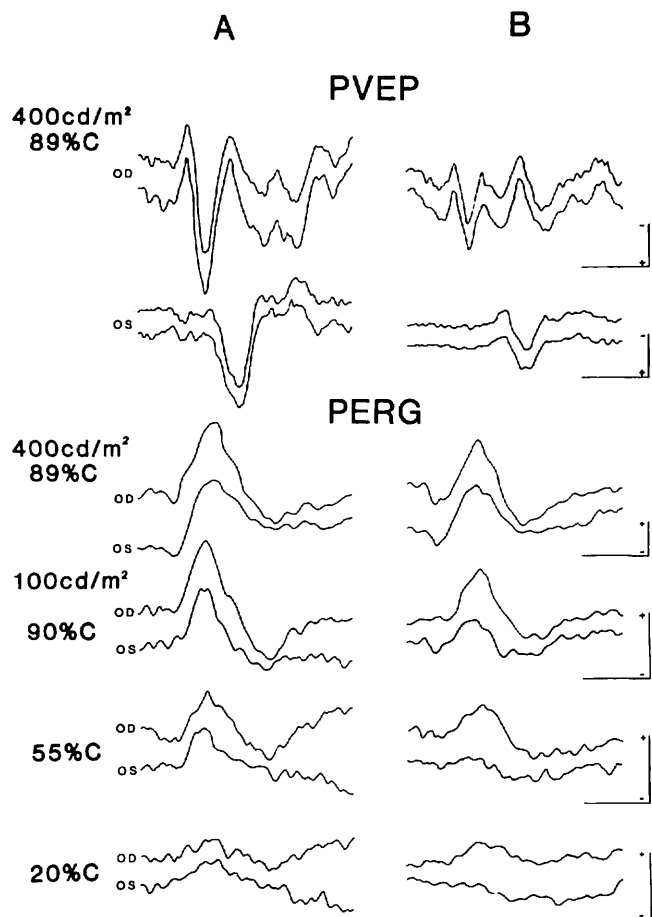 A B
PVEP
400cd/m²
89%C
OD
-
+
OS
-
+
PERG
400cd/m²
89%C
OD
OS
+
-
100cd/m²
OD
90%C
OS
+
-
OD
55%C
OS
+
-
OD
20%C
OS
+
-